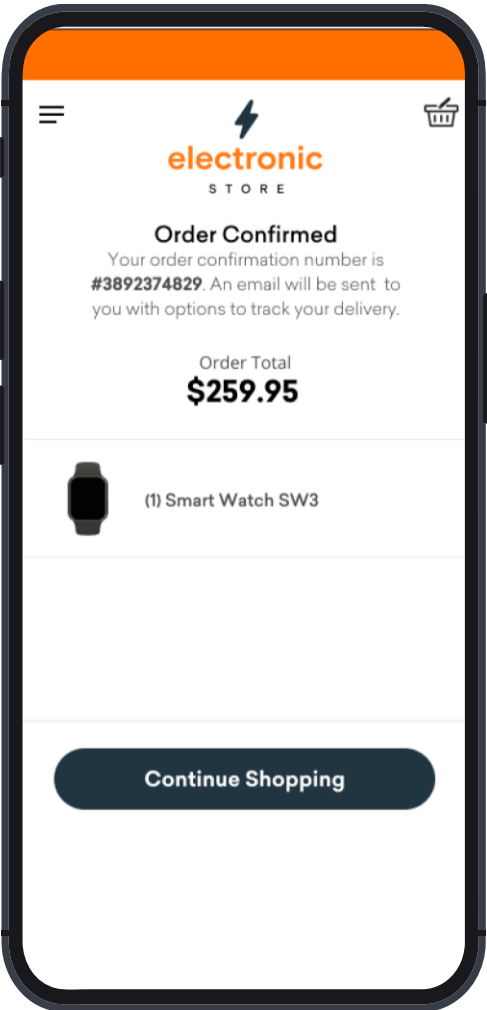 electronic
STORE
Order Confirmed
Your order confirmation number is
#3892374829. An email will be sent to
you with options to track your delivery.
Order Total
$259.95
(1) Smart Watch SW3
Continue Shopping